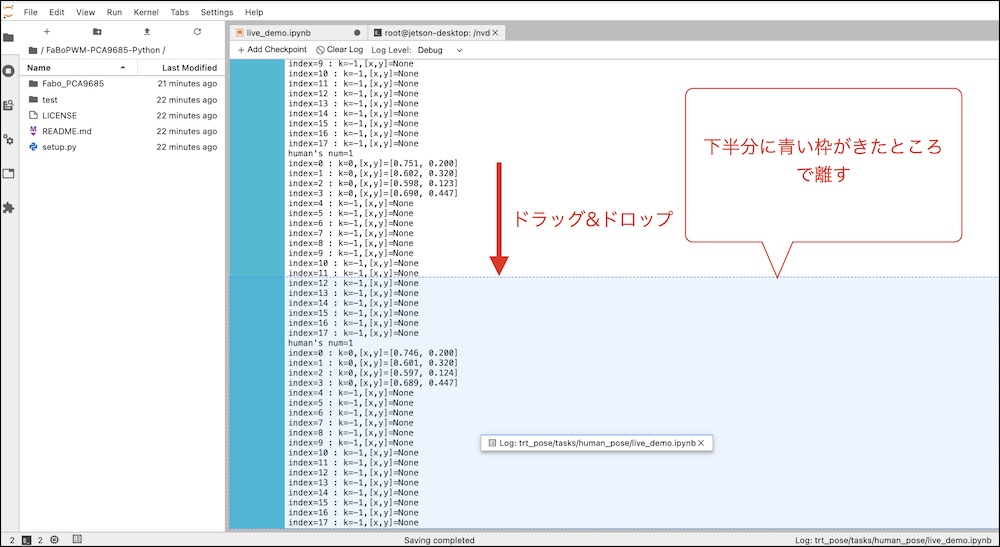 File Edit View Run Kernel Tabs Settings Help
live_demo.ipynb
root@jetson-desktop: /nvd
/ FaBoPWM-PCA9685-Python /
Add Checkpoint Clear Log Log Level: Debug
Name Last Modified
Fabo_PCA9685 21 minutes ago
test 22 minutes ago
LICENSE 22 minutes ago
README.md 22 minutes ago
setup.py 22 minutes ago
index=9 : k=-1,[x,y]=None
index=10 : k=-1,[x,y]=None
index=11 : k=-1,[x,y]=None
index=12 : k=-1,[x,y]=None
index=13 : k=-1,[x,y]=None
index=14 : k=-1,[x,y]=None
index=15 : k=-1,[x,y]=None
index=16 : k=-1,[x,y]=None
index=17 : k=-1,[x,y]=None
human's num=1
index=0 : k=0,[x,y]=[0.751, 0.200]
index=1 : k=0,[x,y]=[0.602, 0.320]
index=2 : k=0,[x,y]=[0.598, 0.123]
index=3 : k=0,[x,y]=[0.690, 0.447]
index=4 : k=-1,[x,y]=None
index=5 : k=-1,[x,y]=None
index=6 : k=-1,[x,y]=None
index=7 : k=-1,[x,y]=None
index=8 : k=-1,[x,y]=None
index=9 : k=-1,[x,y]=None
index=10 : k=-1,[x,y]=None
index=11 : k=-1,[x,y]=None
index=12 : k=-1,[x,y]=None
index=13 : k=-1,[x,y]=None
index=14 : k=-1,[x,y]=None
index=15 : k=-1,[x,y]=None
index=16 : k=-1,[x,y]=None
index=17 : k=-1,[x,y]=None
human's num=1
index=0 : k=0,[x,y]=[0.746, 0.200]
index=1 : k=0,[x,y]=[0.601, 0.320]
index=2 : k=0,[x,y]=[0.597, 0.124]
index=3 : k=0,[x,y]=[0.689, 0.447]
index=4 : k=-1,[x,y]=None
index=5 : k=-1,[x,y]=None
index=6 : k=-1,[x,y]=None
index=7 : k=-1,[x,y]=None
index=8 : k=-1,[x,y]=None
index=9 : k=-1,[x,y]=None
index=10 : k=-1,[x,y]=None
index=11 : k=-1,[x,y]=None
index=12 : k=-1,[x,y]=None
index=13 : k=-1,[x,y]=None
index=14 : k=-1,[x,y]=None
index=15 : k=-1,[x,y]=None
index=16 : k=-1,[x,y]=None
index=17 : k=-1,[x,y]=None
ドラッグ&ドロップ
下半分に青い枠がきたところ
で離す
Log: trt_pose/tasks/human_pose/live_demo.ipynb
2 2 Saving completed Log: trt_pose/tasks/human_pose/live_demo.ipynb